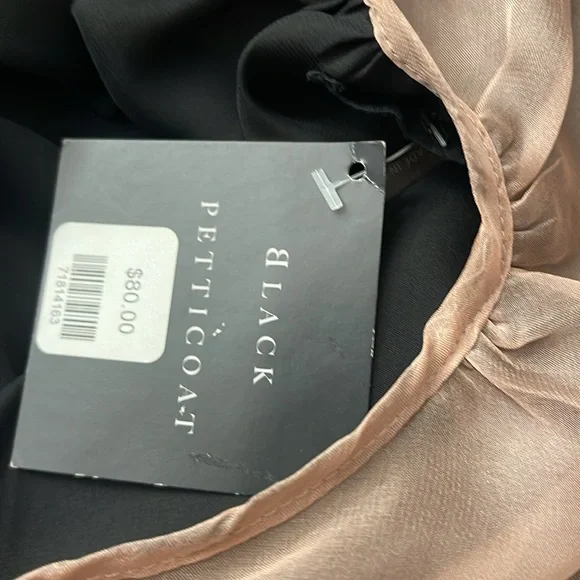 BLACK
PETTICOAT
$80.00
71814163